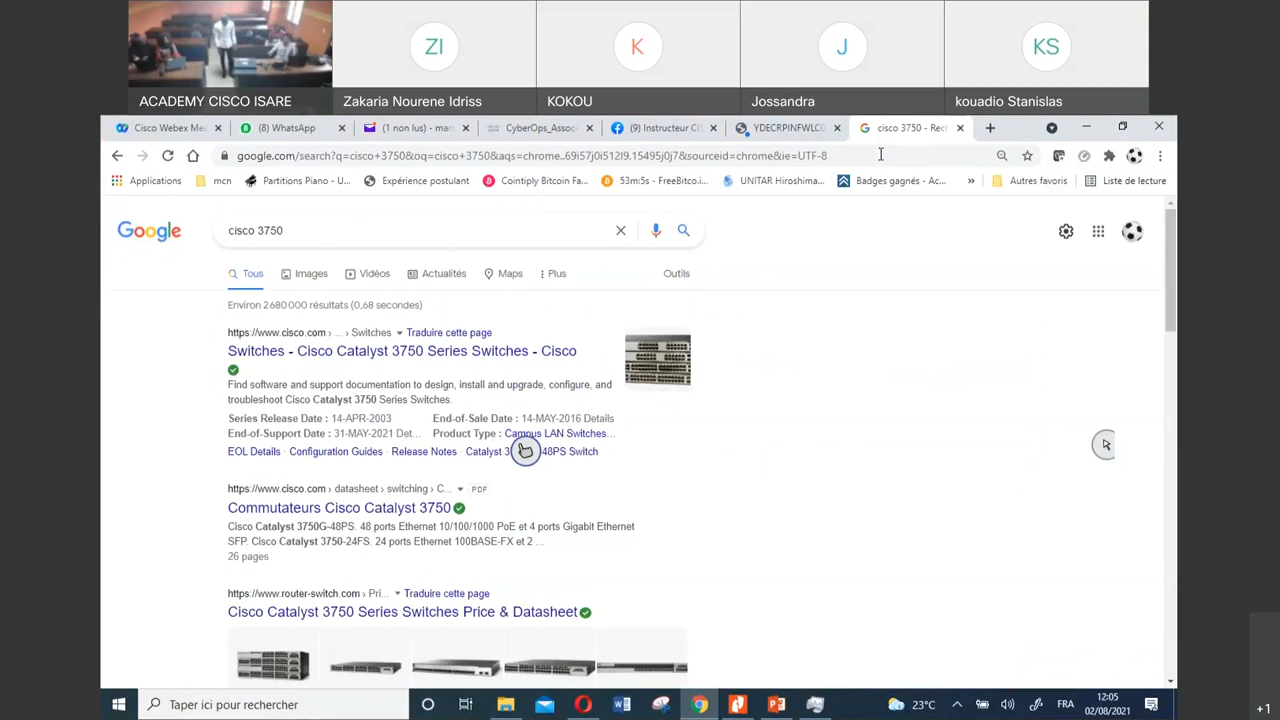 ZI
K
J
KS
ACADEMY CISCO ISARE
Zakaria Nourene Idriss
KOKOU
Jossandra
kouadio Stanislas
Cisco Webex Me
(8) WhatsApp
(1 non lus) - mar
CyberOps_Assoc
(9) Instructeur CI
YDECRPINFWLC
cisco 3750 - Rec
google.com/search?q=cisco+3750&oq=cisco+3750&aqs=chrome..69i57j0i512l9.15495j0j7&sourceid=chrome&ie=UTF-8
Applications
mcn
Partitions Piano - U...
Expérience postulant
Cointiply Bitcoin Fa...
53m:5s - FreeBitco.i...
UNITAR Hiroshima...
Badges gagnés - Ac...
»
Autres favoris
Liste de lecture
Google
cisco 3750
Tous
Images
Vidéos
Actualités
Maps
Plus
Outils
Environ 2 680 000 résultats (0,68 secondes)
https://www.cisco.com › ... › Switches
Traduire cette page
Switches - Cisco Catalyst 3750 Series Switches - Cisco
Find software and support documentation to design, install and upgrade, configure, and
troubleshoot Cisco Catalyst 3750 Series Switches.
Series Release Date : 14-APR-2003
End-of-Sale Date : 14-MAY-2016 Details
End-of-Support Date : 31-MAY-2021 Det...
Product Type : Campus LAN Switches...
EOL Details · Configuration Guides · Release Notes · Catalyst 3 48PS Switch
https://www.cisco.com › datasheet › switching › C...
PDF
Commutateurs Cisco Catalyst 3750
Cisco Catalyst 3750G-48PS. 48 ports Ethernet 10/100/1000 PoE et 4 ports Gigabit Ethernet
SFP. Cisco Catalyst 3750-24FS. 24 ports Ethernet 100BASE-FX et 2 ...
26 pages
https://www.router-switch.com › Pri...
Traduire cette page
Cisco Catalyst 3750 Series Switches Price & Datasheet
Taper ici pour rechercher
23°C
FRA
12:05
02/08/2021
+1